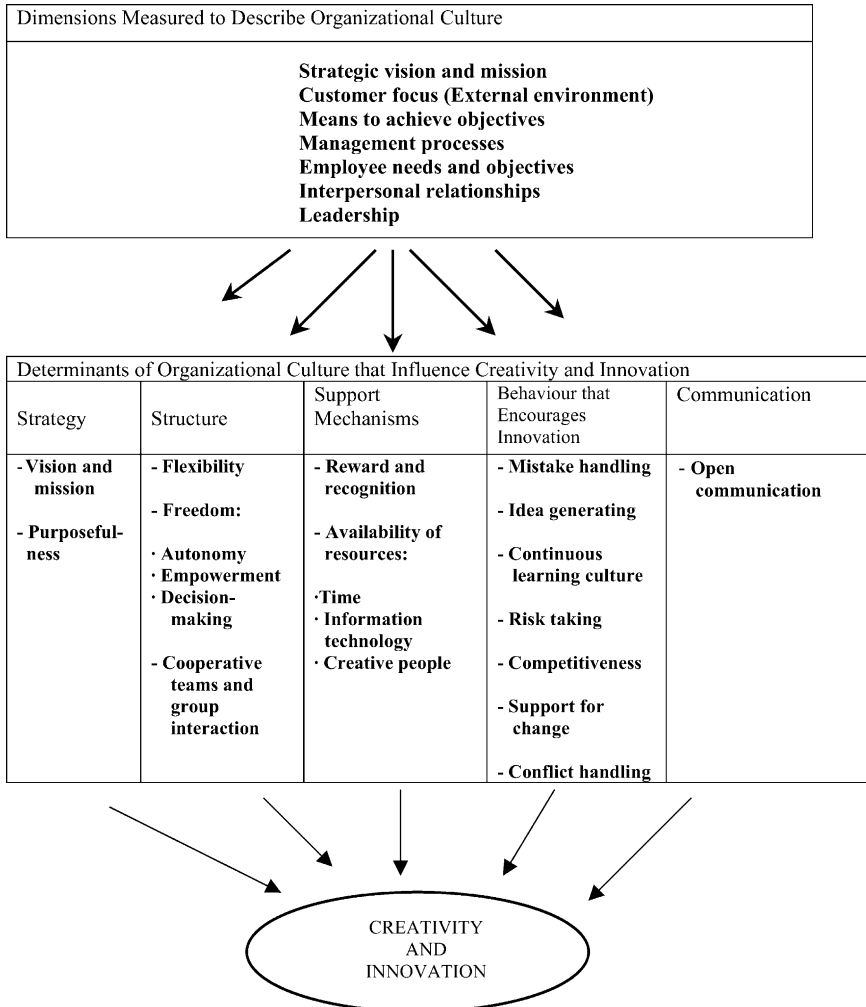 Dimensions Measured to Describe Organizational Culture
Strategic vision and mission
Customer focus (External environment)
Means to achieve objectives
Management processes
Employee needs and objectives
Interpersonal relationships
Leadership
Determinants of Organizational Culture that Influence Creativity and Innovation
Strategy
- Vision and
mission
- Purposeful-
ness
Structure
- Flexibility
- Freedom:
· Autonomy
· Empowerment
· Decision-
making
- Cooperative
teams and
group
interaction
Support
Mechanisms
- Reward and
recognition
- Availability of
resources:
·Time
· Information
technology
· Creative people
Behaviour that
Encourages
Innovation
- Mistake handling
- Idea generating
- Continuous
learning culture
- Risk taking
- Competitiveness
- Support for
change
- Conflict handling
Communication
- Open
communication
CREATIVITY
AND
INNOVATION